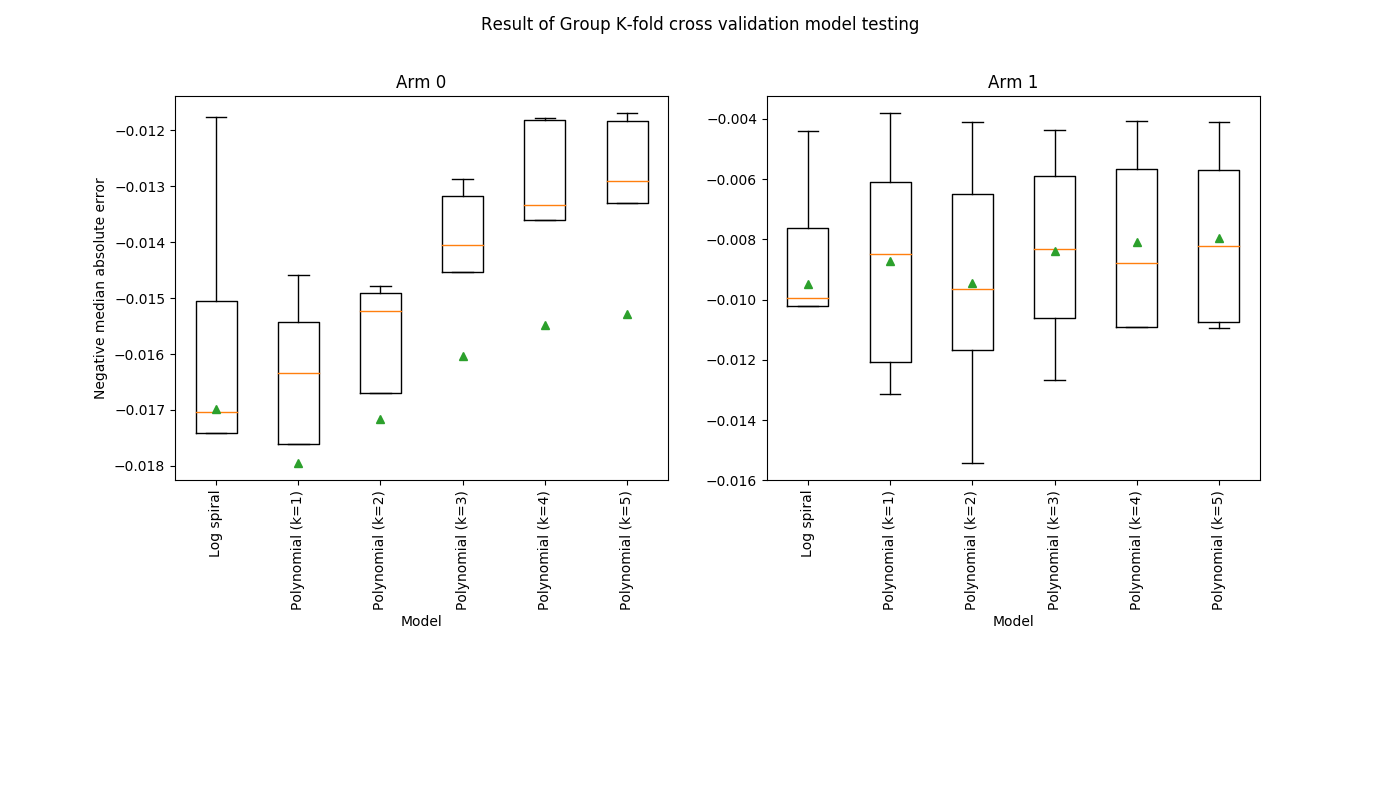 Result of Group K-fold cross validation model testing
Arm 0
Negative median absolute error
−0.012
−0.013
−0.014
−0.015
−0.016
−0.017
−0.018
Log spiral
Polynomial (k=1)
Polynomial (k=2)
Polynomial (k=3)
Polynomial (k=4)
Polynomial (k=5)
Model
Arm 1
−0.004
−0.006
−0.008
−0.010
−0.012
−0.014
−0.016
Log spiral
Polynomial (k=1)
Polynomial (k=2)
Polynomial (k=3)
Polynomial (k=4)
Polynomial (k=5)
Model